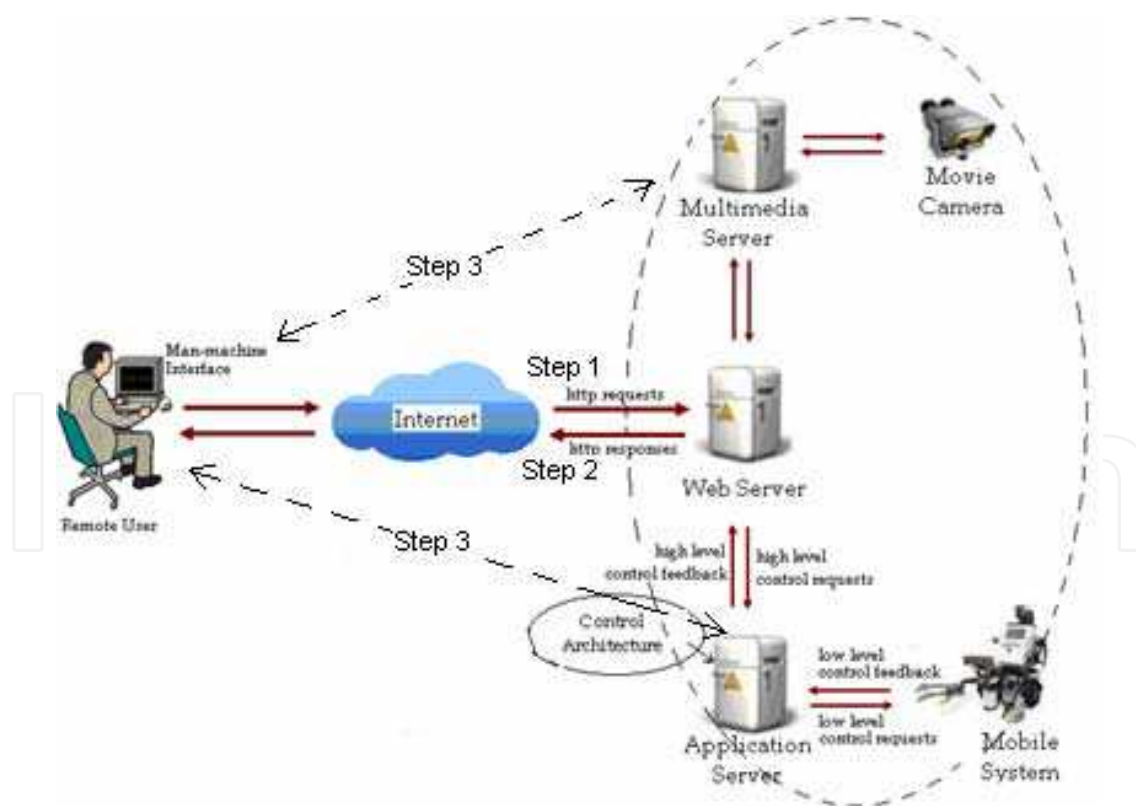 Multimedia
Server
Movie
Camera
Step 3
Man-machine
Interface
Step 1
http requests
Internet
http responses
Step 2
Web Server
Remote User
Step 3
high level
control feedback
high level
control requests
Control
Architecture
low level
control feedback
low level
control requests
Application
Server
Mobile
System